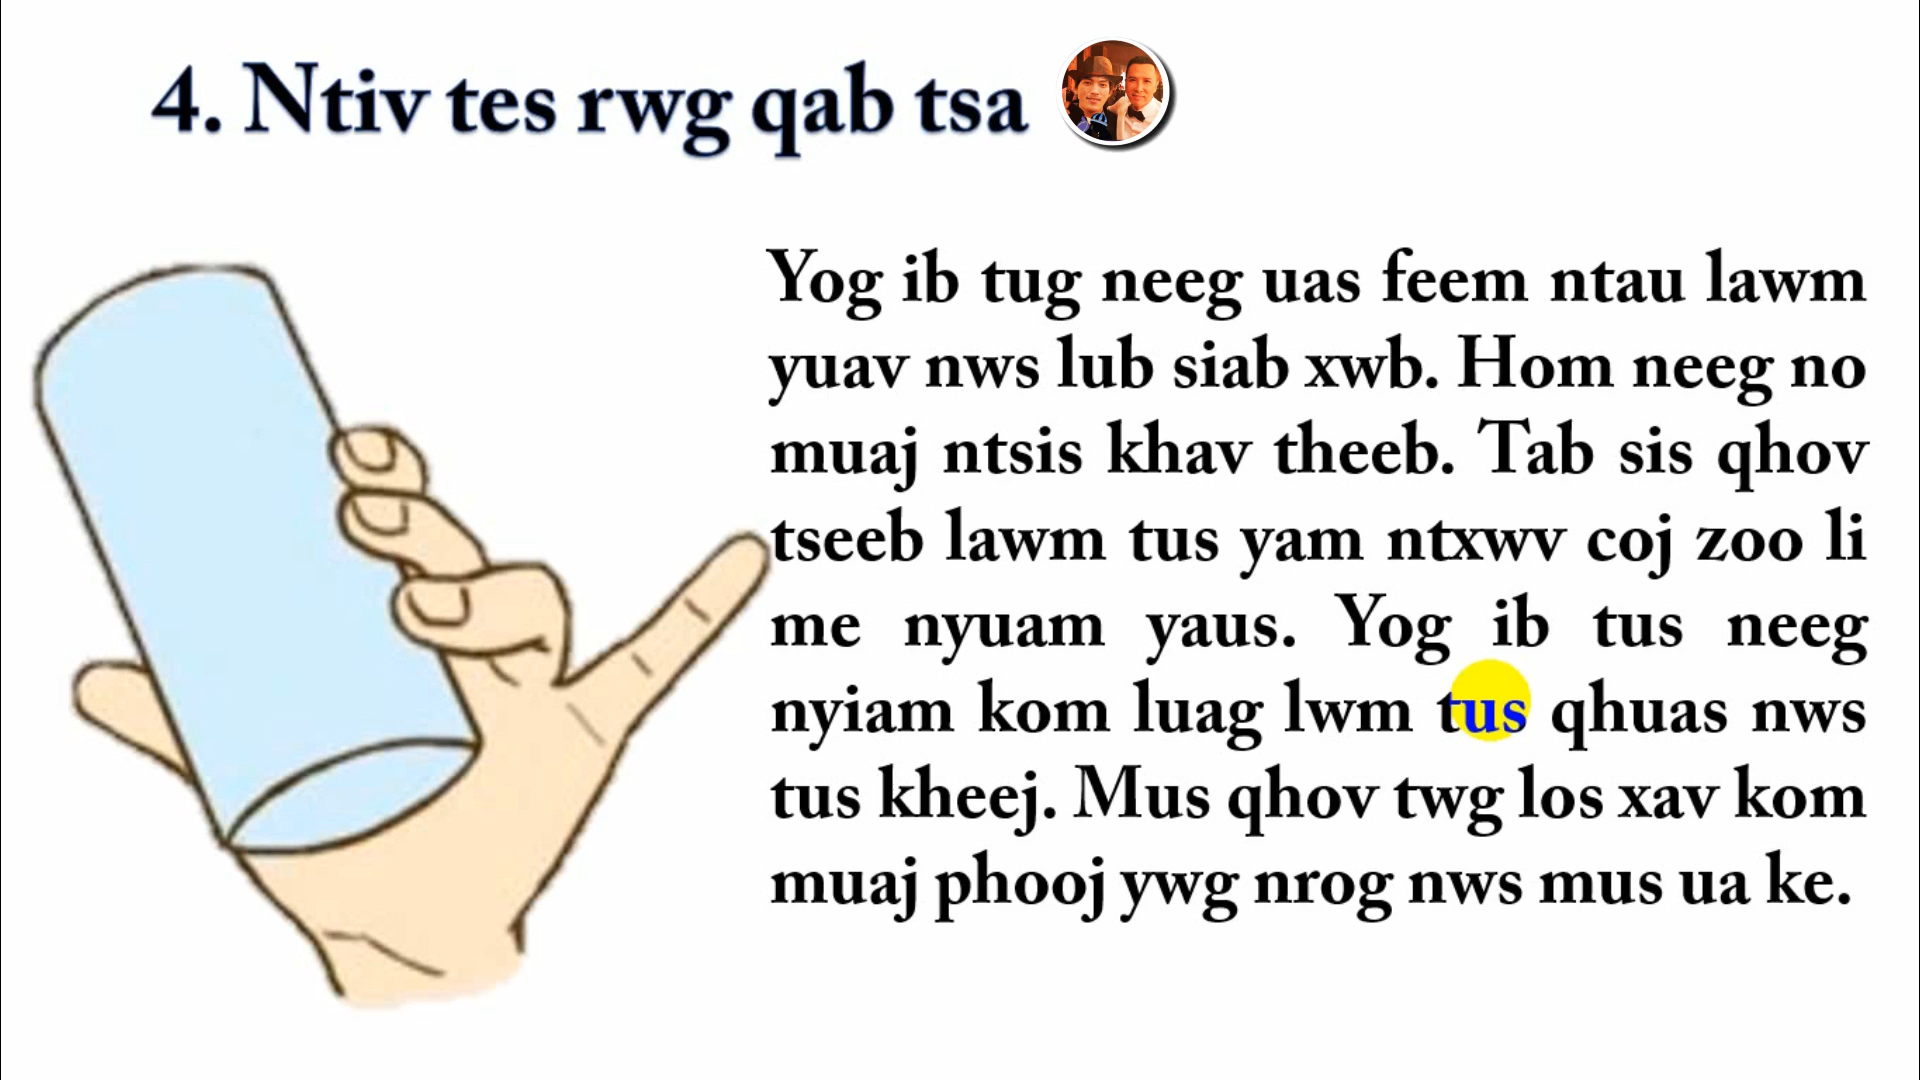 4. Ntiv tes rwg qab tsa
Yog ib tug neeg uas feem ntau lawm
yuav nws lub siab xwb. Hom neeg no
muaj ntsis khav theeb. Tab sis qhov
tseeb lawm tus yam ntxwv coj zoo li
me nyuam yaus. Yog ib tus neeg
nyiam kom luag lwm tus qhuas nws
tus kheej. Mus qhov twg los xav kom
muaj phooj ywg nrog nws mus ua ke.